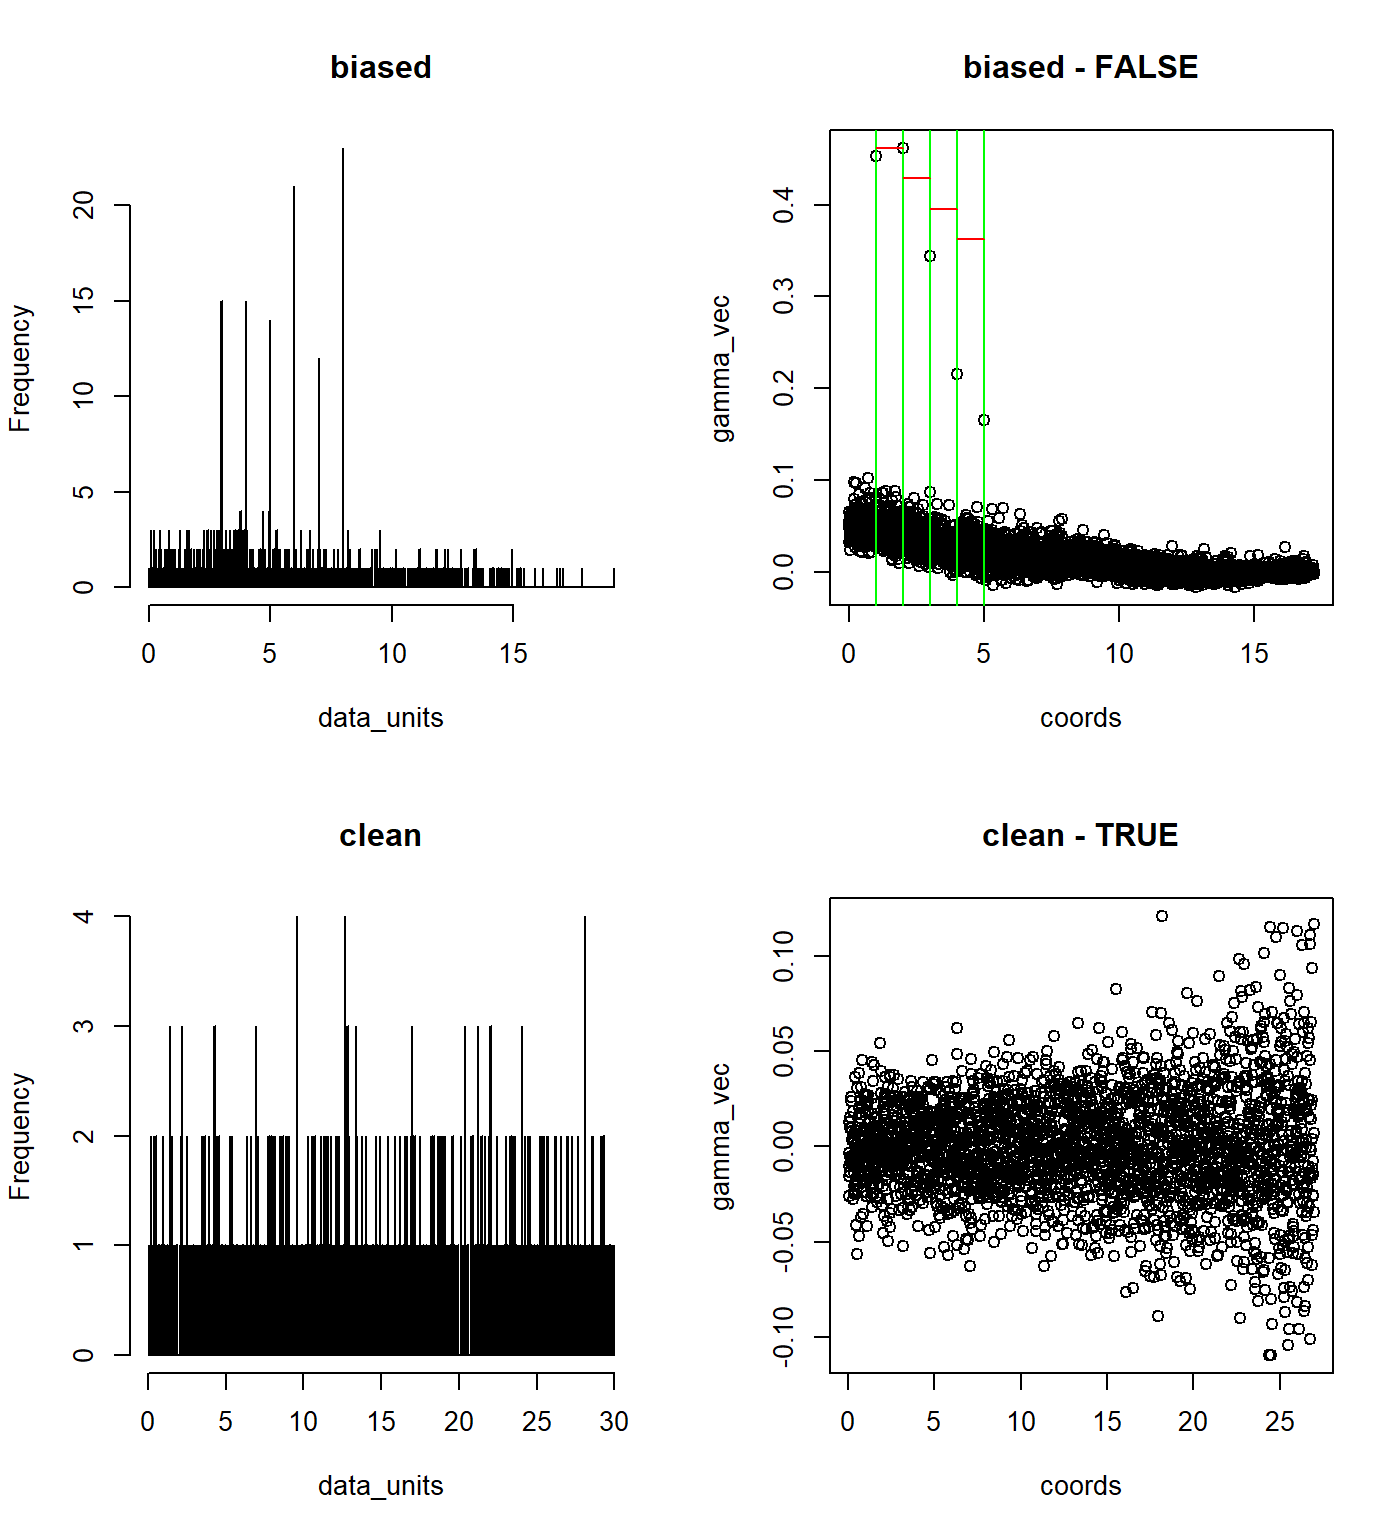 biased
Frequency
0 5 10 15 20
0 5 10 15
data_units
biased - FALSE
gamma_vec
0.0 0.1 0.2 0.3 0.4
0 5 10 15
coords
clean
Frequency
0 1 2 3 4
0 5 10 15 20 25 30
data_units
clean - TRUE
gamma_vec
-0.10 -0.05 0.00 0.05 0.10
0 5 10 15 20 25
coords